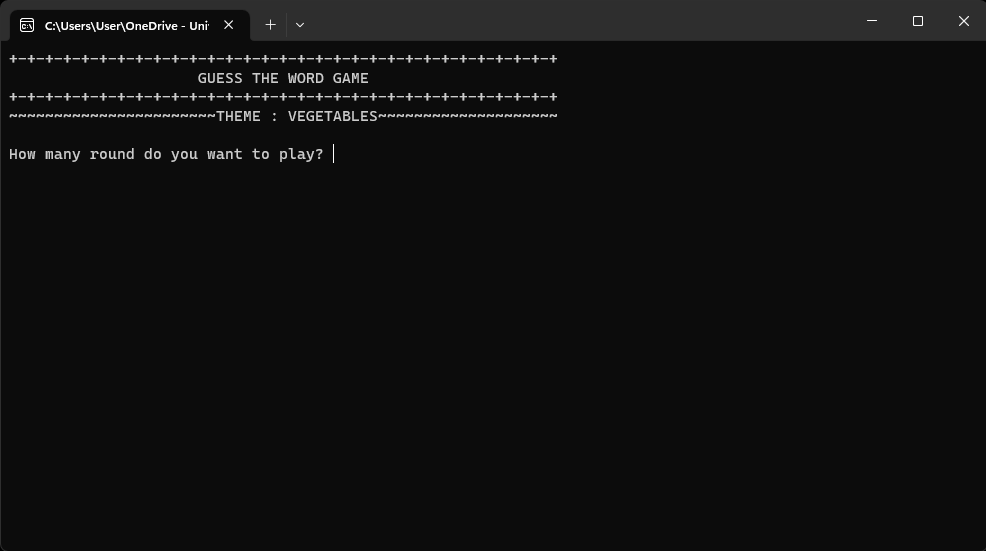 C:\Users\User\OneDrive - Uni
+-+-+-+-+-+-+-+-+-+-+-+-+-+-+-+-+-+-+-+-+-+-+-+-+-+-+-+-+-+
GUESS THE WORD GAME
+-+-+-+-+-+-+-+-+-+-+-+-+-+-+-+-+-+-+-+-+-+-+-+-+-+-+-+-+-+
~~~~~~~~~~~~~~~~~~~~~~~THEME : VEGETABLES~~~~~~~~~~~~~~~~~~~~
How many round do you want to play?